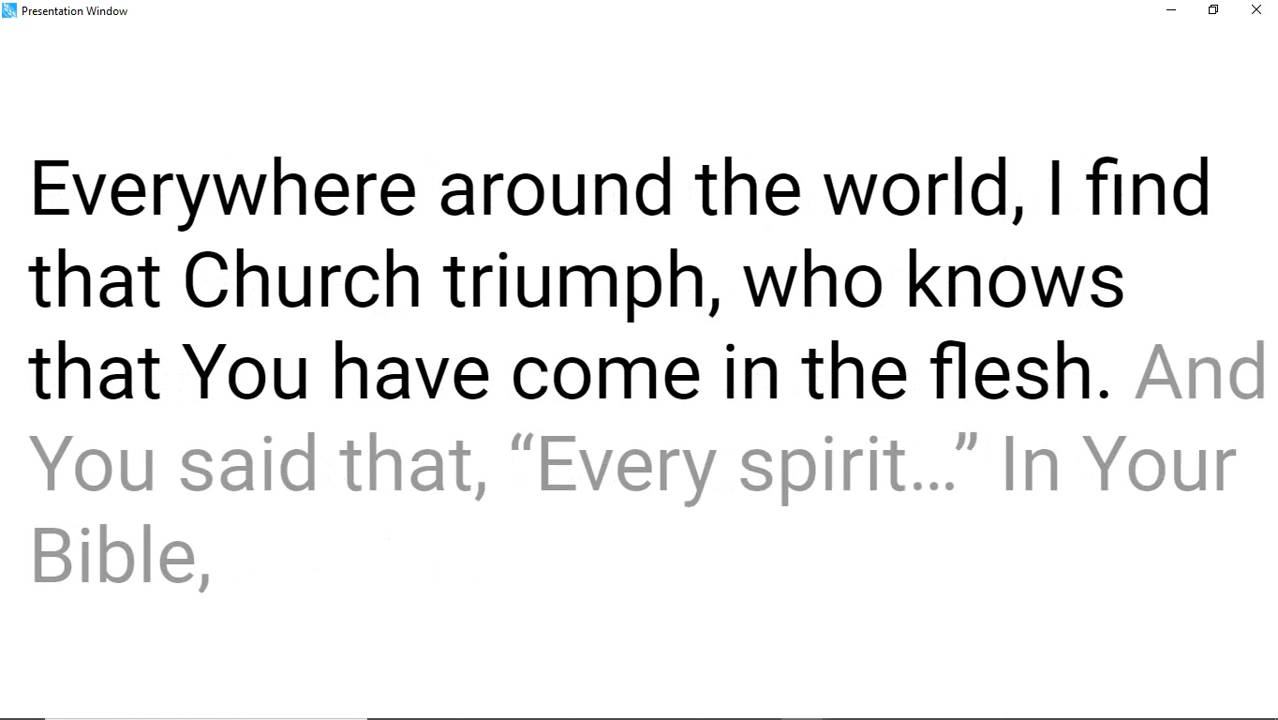 Presentation Window
Everywhere around the world, I find
that Church triumph, who knows
that You have come in the flesh. And
You said that, “Every spirit...” In Your
Bible,